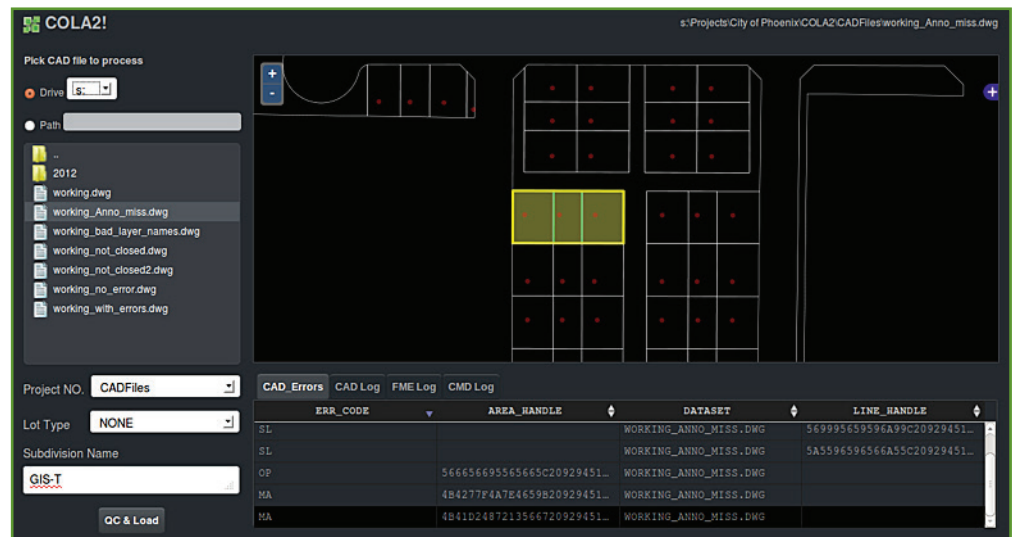 COLA2!
s:\Projects\City of Phoenix\COLA2\CADFiles\working_Anno_miss.dwg
Pick CAD file to process
Drive s:
Path
..
2012
working.dwg
working_Anno_miss.dwg
working_bad_layer_names.dwg
working_not_closed.dwg
working_not_closed2.dwg
working_no_error.dwg
working_with_errors.dwg
Project NO. CADFiles
Lot Type NONE
Subdivision Name
GIS-T
QC & Load
+
-
+
CAD_Errors CAD Log FME Log CMD Log
ERR_CODE AREA_HANDLE DATASET LINE_HANDLE
SL WORKING_ANNO_MISS.DWG 569995659596A99C20929451…
SL WORKING_ANNO_MISS.DWG 5A5596596566A55C20929451…
OP 566656695565665C20929451… WORKING_ANNO_MISS.DWG
MA 4B4277F4A7E4659B20929451… WORKING_ANNO_MISS.DWG
MA 4B41D2487213566720929451… WORKING_ANNO_MISS.DWG